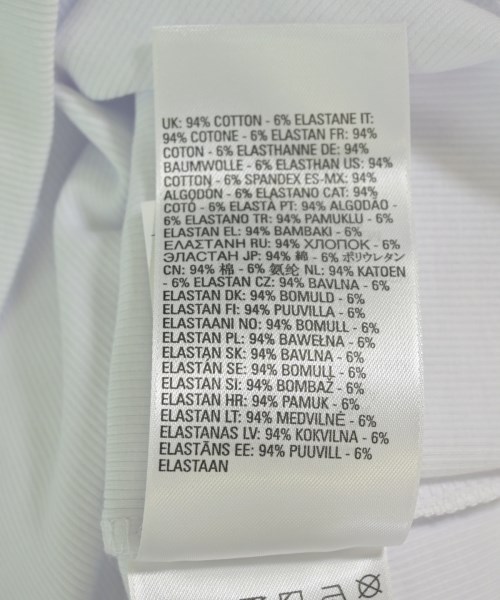 UK: 94% COTTON - 6% ELASTANE IT:
94% COTONE - 6% ELASTAN FR: 94%
COTON - 6% ELASTHANNE DE: 94%
BAUMWOLLE - 6% ELASTHAN US: 94%
COTTON - 6% SPANDEX ES-MX: 94%
ALGODÓN - 6% ELASTANO CAT: 94%
COTÓ - 6% ELASTÀ PT: 94% ALGODÃO -
6% ELASTANO TR: 94% PAMUKLU - 6%
ELASTAN EL: 94% BAMBAKI - 6%
ΕΛΑΣΤΑΝΗ RU: 94% ХЛОПОК - 6%
ЭЛАСТАН JP: 94% 綿 - 6% ポリウレタン
CN: 94% 棉 - 6% 氨纶 NL: 94% KATOEN
- 6% ELASTAN CZ: 94% BAVLNA - 6%
ELASTAN DK: 94% BOMULD - 6%
ELASTAN FI: 94% PUUVILLA - 6%
ELASTAANI NO: 94% BOMULL - 6%
ELASTAN PL: 94% BAWEŁNA - 6%
ELASTAN SK: 94% BAVLNA - 6%
ELASTÁN SE: 94% BOMULL - 6%
ELASTAN SI: 94% BOMBAŽ - 6%
ELASTAN HR: 94% PAMUK - 6%
ELASTAN LT: 94% MEDVILNĖ - 6%
ELASTANAS LV: 94% KOKVILNA - 6%
ELASTĀNS EE: 94% PUUVILL - 6%
ELASTAAN